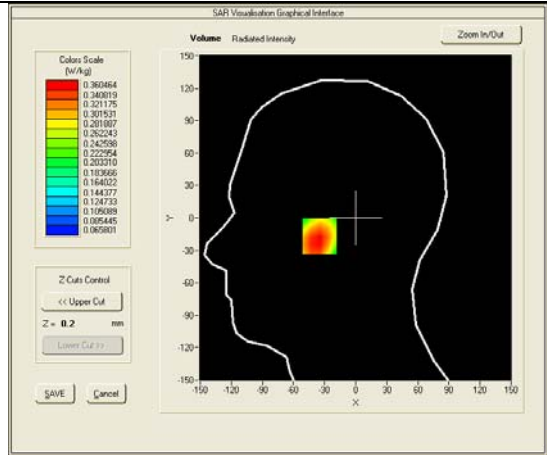 SAR Visualisation Graphical Interface
Volume Radiated Intensity
Zoom In/Out
Colors Scale
(W/kg)
0.360464
0.340819
0.321175
0.301531
0.281887
0.262243
0.242598
0.222954
0.203310
0.183666
0.164022
0.144377
0.124733
0.105089
0.085445
0.065801
Z Cuts Control
<< Upper Cut
Z = 0.2 mm
Lower Cut >>
SAVE Cancel
150-
120-
90-
60-
30-
Y 0-
-30-
-60-
-90-
-120-
-150-
-150 -120 -90 -60 -30 0 30 60 90 120 150
X